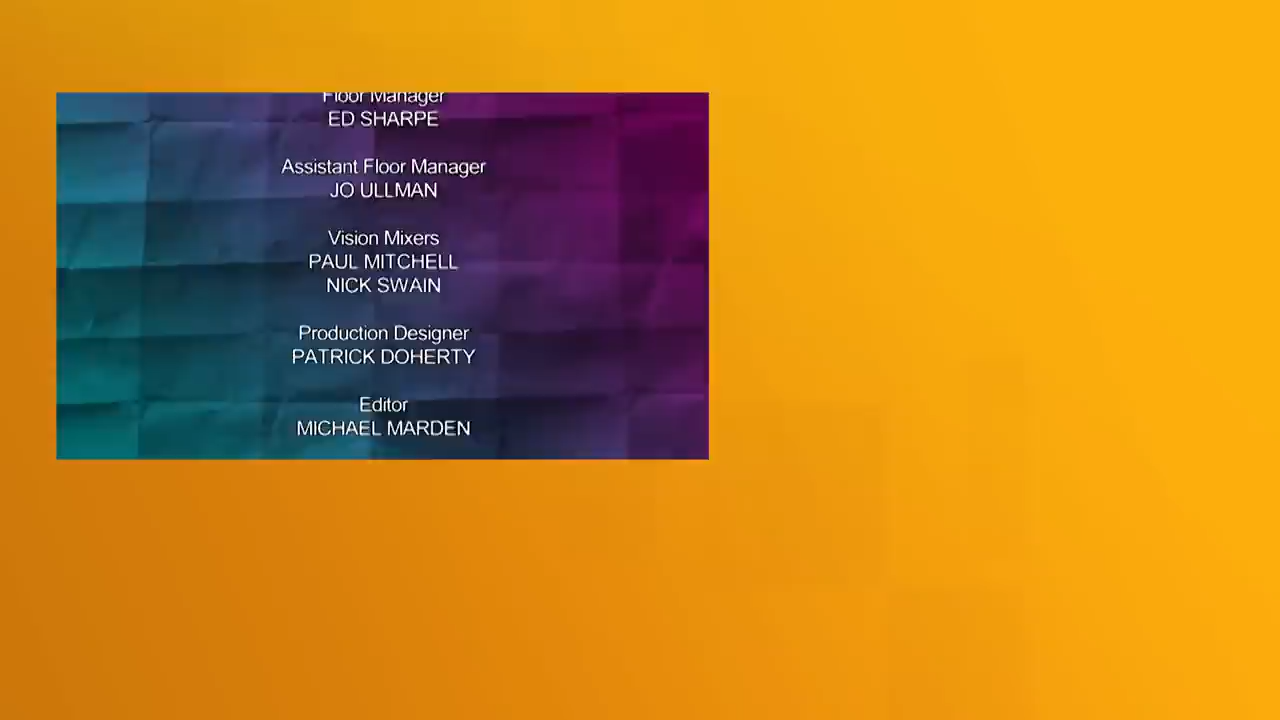 Floor Manager
ED SHARPE
Assistant Floor Manager
JO ULLMAN
Vision Mixers
PAUL MITCHELL
NICK SWAIN
Production Designer
PATRICK DOHERTY
Editor
MICHAEL MARDEN